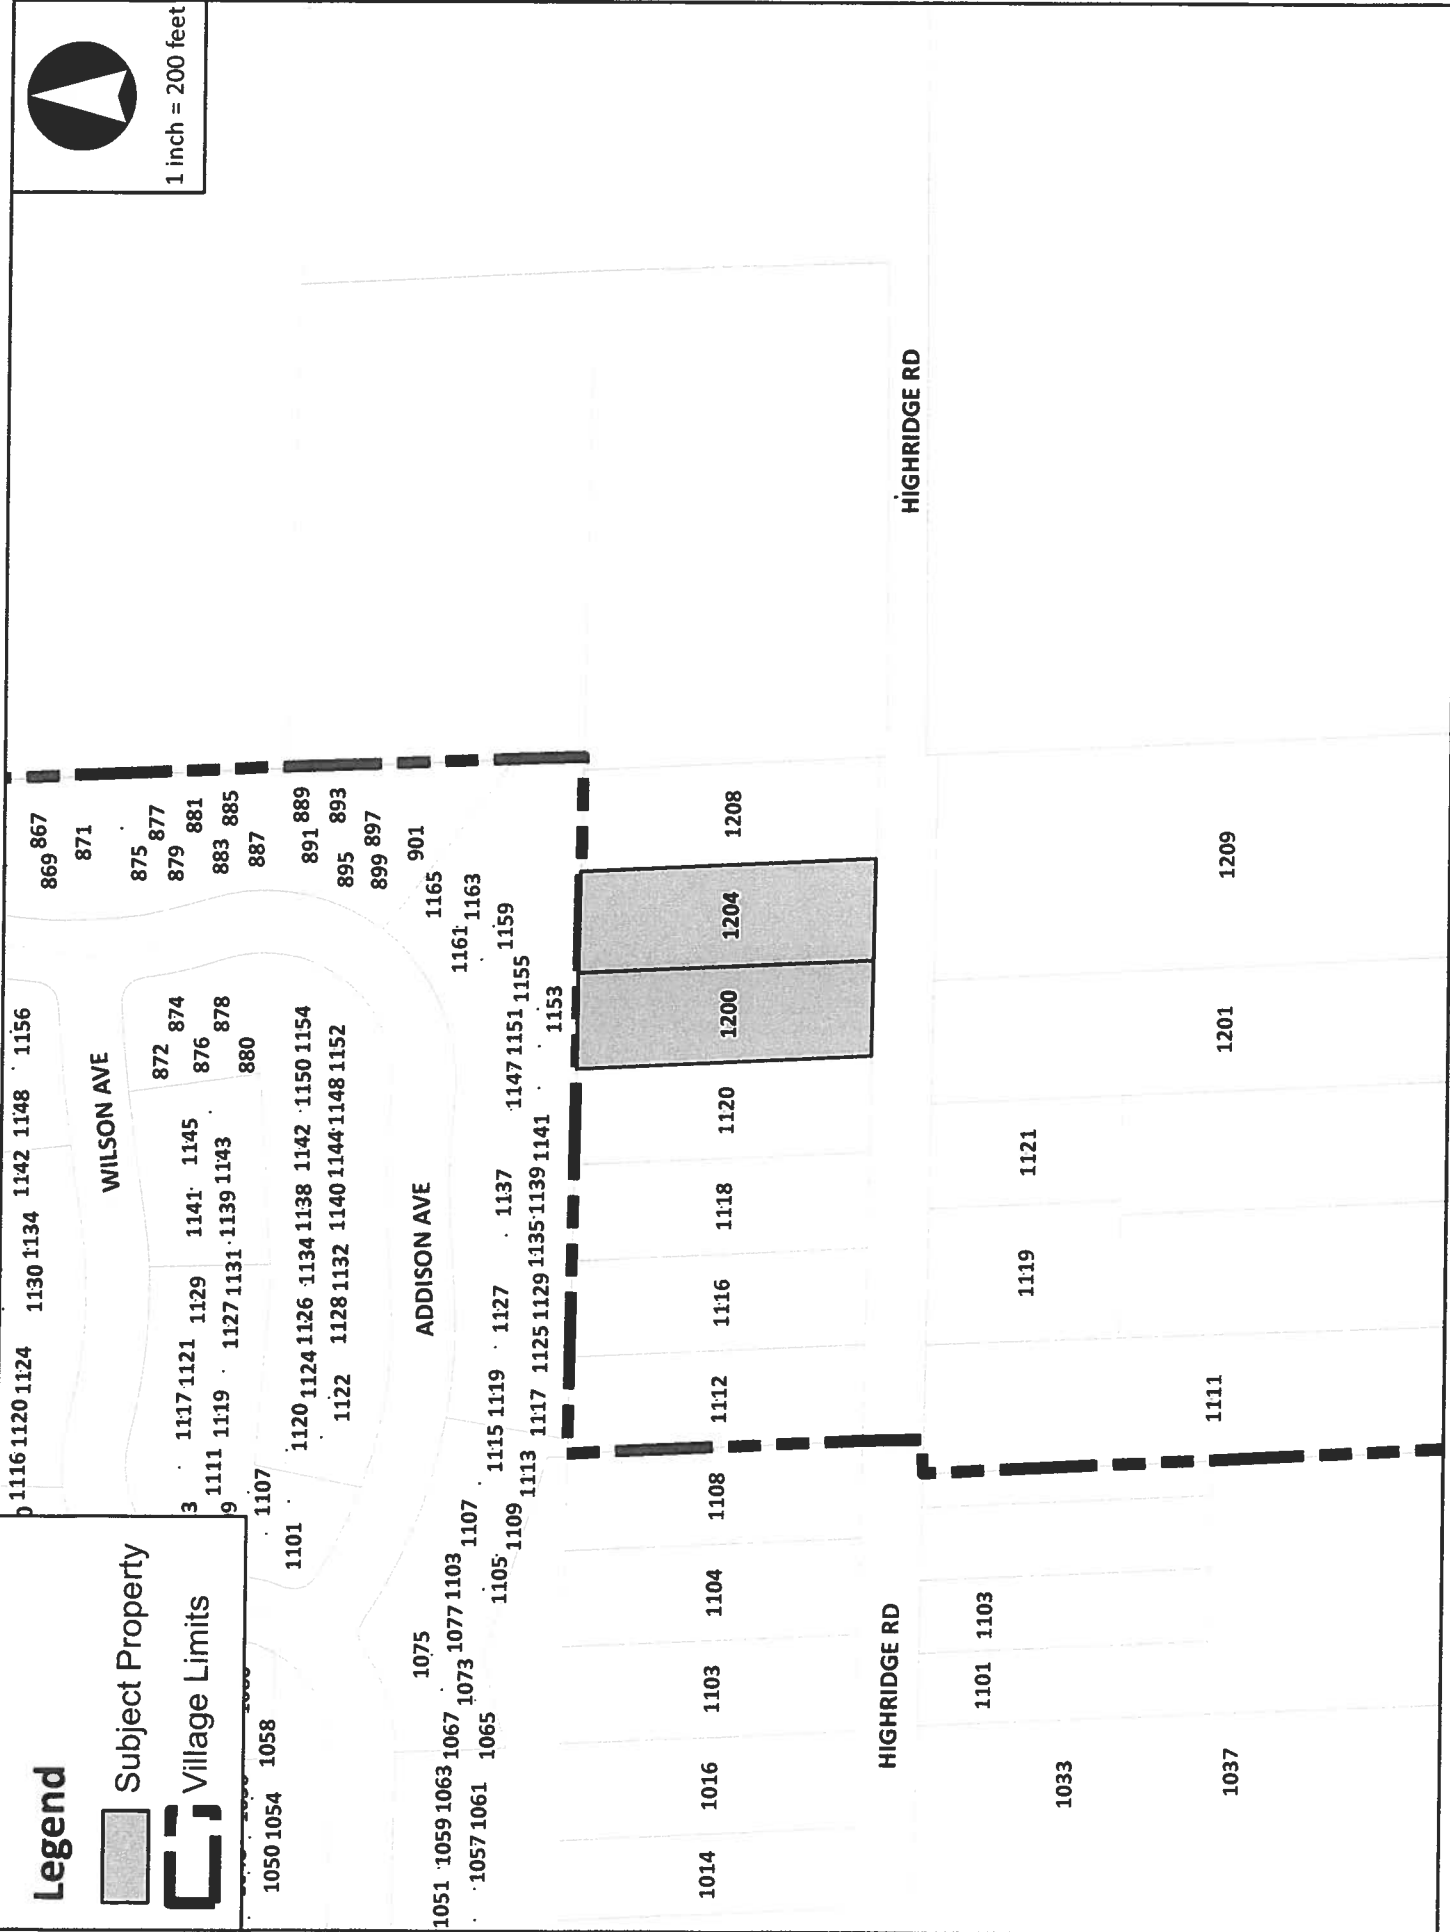 Legend
Subject Property
Village Limits
1 inch = 200 feet
1116 1120 1124
1130 1134 1142 1148 1156
869 867
871
WILSON AVE
875 877
879 881
883 885
887
872 874
876 878
880
1117 1121 1129 1141 1145
1111 1119 1127 1131 1139 1143
1107
1101
1050 1054 1058
1120 1124 1126 1134 1138 1142 1150 1154
1122 1128 1132 1140 1144 1148 1152
891 889
895 893
899 897
901
1075
ADDISON AVE
1165
1161 1163
1159
1051 1059 1063 1067 1077 1103 1107
1057 1061 1065 1073 1105 1109 1113
1115 1119 1127 1137
1117 1125 1129 1135 1139 1141
1147 1151 1155
1153
1014 1016 1103 1104 1108 1112 1116 1118 1120 1200 1204 1208
HIGHRIDGE RD
HIGHRIDGE RD
1101 1103 1119 1121
1033
1037 1111 1201 1209